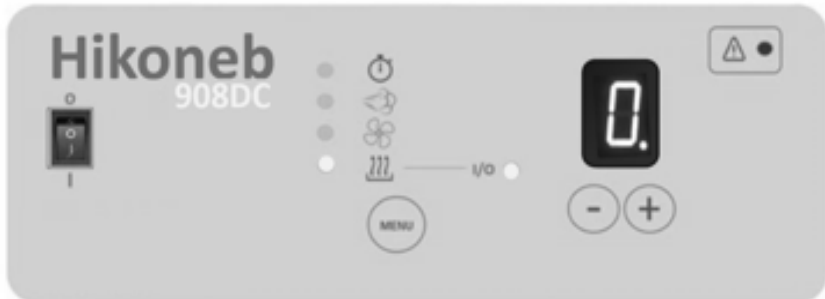 Hikoneb
908DC
O
I
I/O
MENU
0.
- +